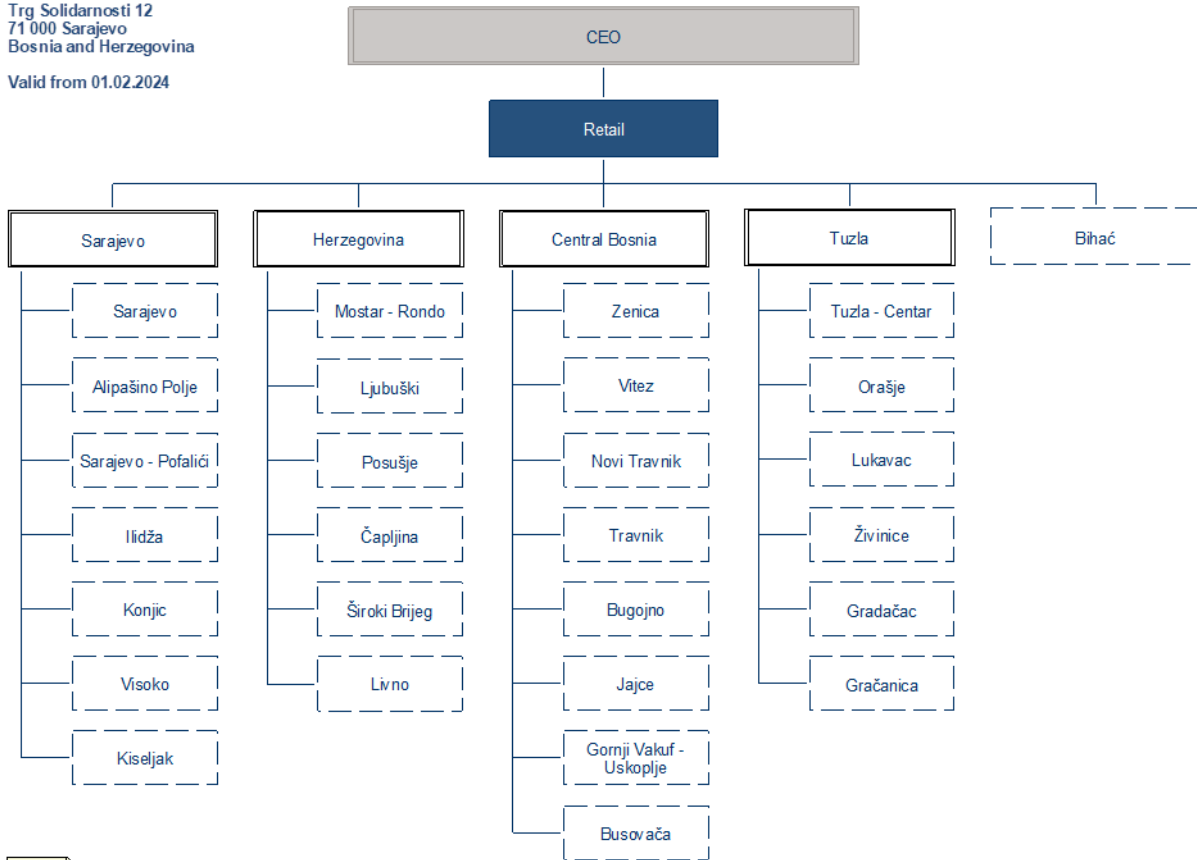 Trg Solidarnosti 12
71 000 Sarajevo
Bosnia and Herzegovina
Valid from 01.02.2024
CEO
Retail
Sarajevo
Herzegovina
Central Bosnia
Tuzla
Bihać
Sarajevo
Alipašino Polje
Sarajevo - Pofalići
Ilidža
Konjic
Visoko
Kiseljak
Mostar - Rondo
Ljubuški
Posušje
Čapljina
Široki Brijeg
Livno
Zenica
Vitez
Novi Travnik
Travnik
Bugojno
Jajce
Gornji Vakuf -
Uskoplje
Busovača
Tuzla - Centar
Orašje
Lukavac
Živinice
Gradačac
Gračanica